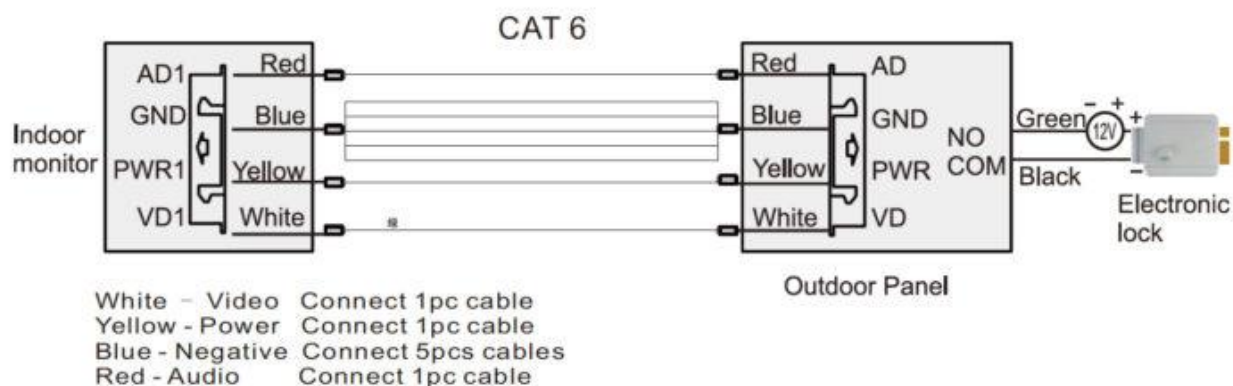 CAT 6
Indoor
monitor
AD1
GND
PWR1
VD1
Red
Blue
Yellow
White
Red
Blue
Yellow
White
AD
GND
PWR
VD
NO
COM
Green
Black
- +
12V
+
-
Electronic
lock
Outdoor Panel
White - Video Connect 1pc cable
Yellow - Power Connect 1pc cable
Blue - Negative Connect 5pcs cables
Red - Audio Connect 1pc cable